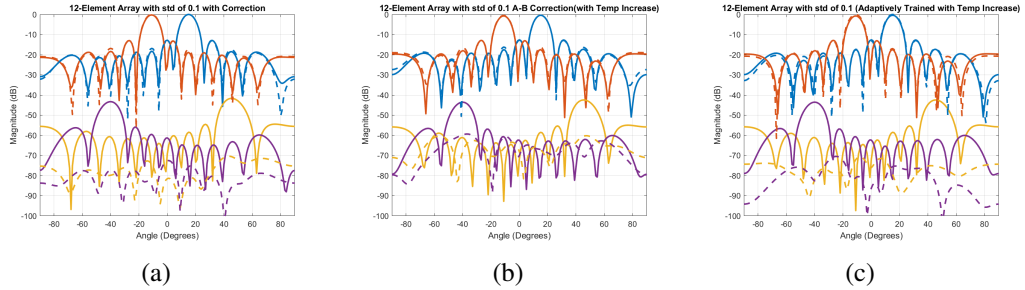 12-Element Array with std of 0.1 with Correction
12-Element Array with std of 0.1 A-B Correction(with Temp Increase)
12-Element Array with std of 0.1 (Adaptively Trained with Temp Increase)
Magnitude (dB)
0
-10
-20
-30
-40
-50
-60
-70
-80
-90
-100
-80 -60 -40 -20 0 20 40 60 80
Angle (Degrees)
Magnitude (dB)
0
-10
-20
-30
-40
-50
-60
-70
-80
-90
-100
-80 -60 -40 -20 0 20 40 60 80
Angle (Degrees)
Magnitude (dB)
0
-10
-20
-30
-40
-50
-60
-70
-80
-90
-100
-80 -60 -40 -20 0 20 40 60 80
Angle (Degrees)
(a)
(b)
(c)